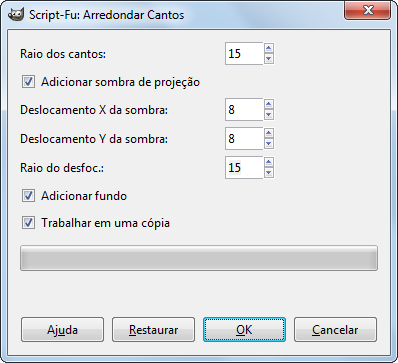 Script-Fu: Arredondar Cantos
Raio dos cantos: 15
Adicionar sombra de projeção
Deslocamento X da sombra: 8
Deslocamento Y da sombra: 8
Raio do desfoc.: 15
Adicionar fundo
Trabalhar em uma cópia
Ajuda Restaurar OK Cancelar